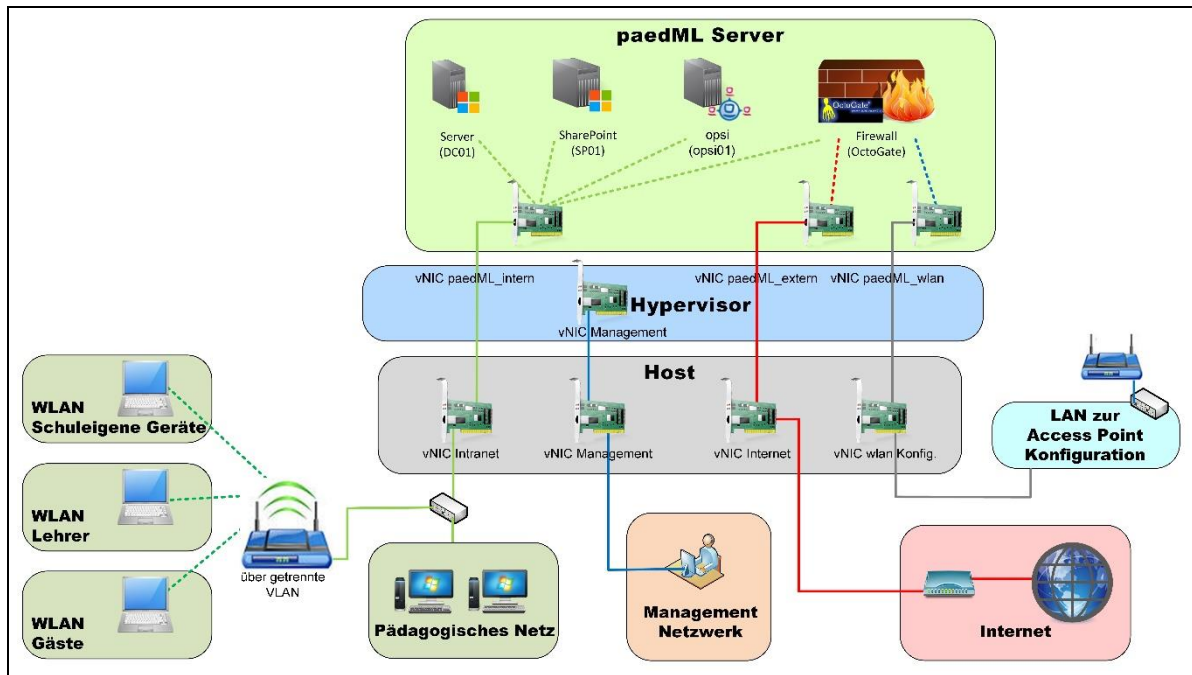 paedML Server
Server
(DC01)
SharePoint
(SP01)
opsi
(opsi01)
OctoGate
Firewall
(OctoGate)
vNIC paedML_intern
vNIC paedML_extern
vNIC paedML_wlan
Hypervisor
vNIC Management
Host
vNIC Intranet
vNIC Management
vNIC Internet
vNIC wlan Konfig.
LAN zur
Access Point
Konfiguration
WLAN
Schuleigene Geräte
WLAN
Lehrer
WLAN
Gäste
über getrennte
VLAN
Pädagogisches Netz
Management
Netzwerk
Internet